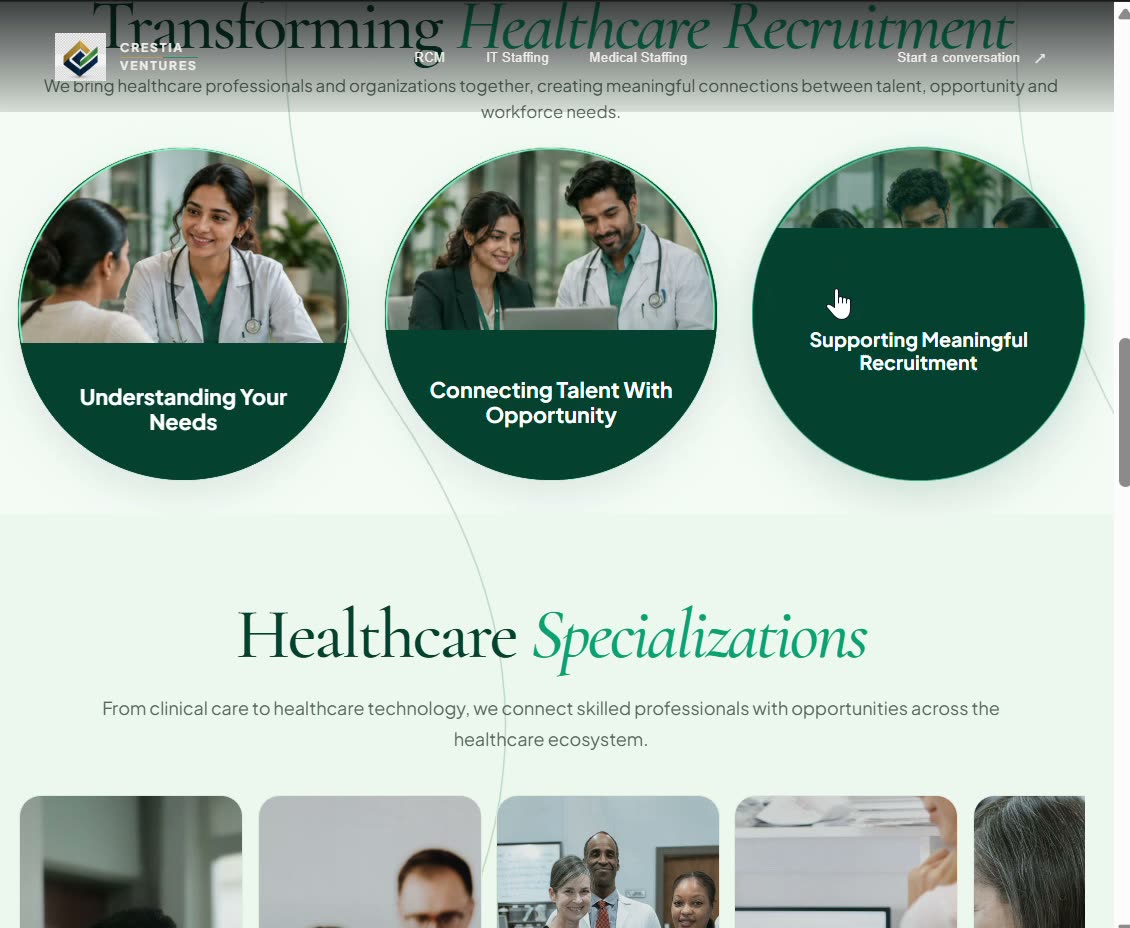 Transforming Healthcare Recruitment
CRESTIA
VENTURES
RCM
IT Staffing
Medical Staffing
Start a conversation ↗
We bring healthcare professionals and organizations together, creating meaningful connections between talent, opportunity and
workforce needs.
Understanding Your
Needs
Connecting Talent With
Opportunity
Supporting Meaningful
Recruitment
Healthcare Specializations
From clinical care to healthcare technology, we connect skilled professionals with opportunities across the
healthcare ecosystem.